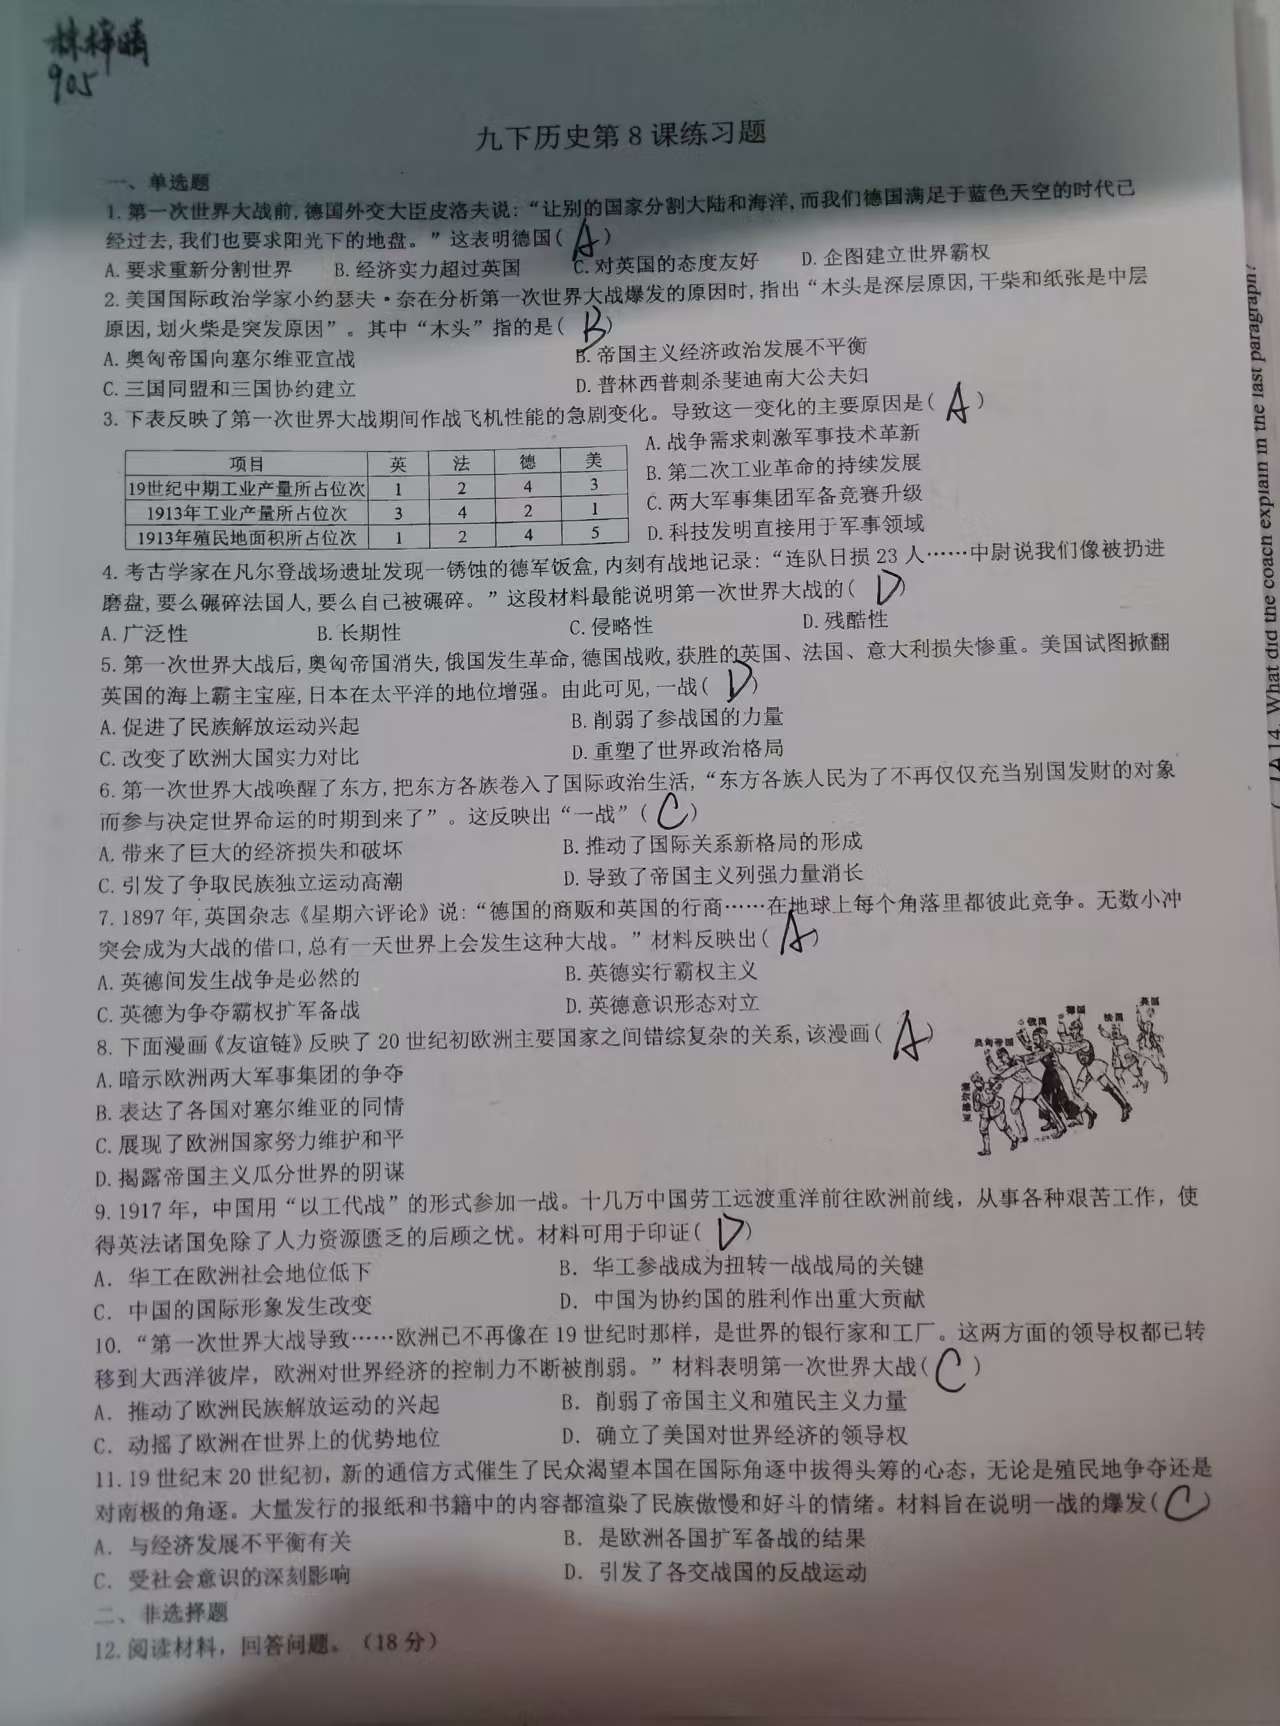 林梓晴
905
九下历史第8课练习题
一、单选题
1.第一次世界大战前,德国外交大臣皮洛夫说:“让别的国家分割大陆和海洋,而我们德国满足于蓝色天空的时代已
经过去,我们也要求阳光下的地盘。”这表明德国( A )
A.要求重新分割世界 B.经济实力超过英国 C.对英国的态度友好 D.企图建立世界霸权
2.美国国际政治学家小约瑟夫·奈在分析第一次世界大战爆发的原因时,指出“木头是深层原因,干柴和纸张是中层
原因,划火柴是突发原因”。其中“木头”指的是( B )
A.奥匈帝国向塞尔维亚宣战 B.帝国主义经济政治发展不平衡
C.三国同盟和三国协约建立 D.普林西普刺杀斐迪南大公夫妇
3.下表反映了第一次世界大战期间作战飞机性能的急剧变化。导致这一变化的主要原因是( A )
项目 英 法 德 美
19世纪中期工业产量所占位次 1 2 4 3
1913年工业产量所占位次 3 4 2 1
1913年殖民地面积所占位次 1 2 4 5
A.战争需求刺激军事技术革新
B.第二次工业革命的持续发展
C.两大军事集团军备竞赛升级
D.科技发明直接用于军事领域
4.考古学家在凡尔登战场遗址发现一锈蚀的德军饭盒,内刻有战地记录:“连队日损23人……中尉说我们像被扔进
磨盘,要么碾碎法国人,要么自己被碾碎。”这段材料最能说明第一次世界大战的( D )
A.广泛性 B.长期性 C.侵略性 D.残酷性
5.第一次世界大战后,奥匈帝国消失,俄国发生革命,德国战败,获胜的英国、法国、意大利损失惨重。美国试图掀翻
英国的海上霸主宝座,日本在太平洋的地位增强。由此可见,一战( D )
A.促进了民族解放运动兴起 B.削弱了参战国的力量
C.改变了欧洲大国实力对比 D.重塑了世界政治格局
6.第一次世界大战唤醒了东方,把东方各族卷入了国际政治生活,“东方各族人民为了不再仅仅充当别国发财的对象
而参与决定世界命运的时期到来了”。这反映出“一战”( C )
A.带来了巨大的经济损失和破坏 B.推动了国际关系新格局的形成
C.引发了争取民族独立运动高潮 D.导致了帝国主义列强力量消长
7.1897年,英国杂志《星期六评论》说:“德国的商贩和英国的行商……在地球上每个角落里都彼此竞争。无数小冲
突会成为大战的借口,总有一天世界上会发生这种大战。”材料反映出( A )
A.英德间发生战争是必然的 B.英德实行霸权主义
C.英德为争夺霸权扩军备战 D.英德意识形态对立
8.下面漫画《友谊链》反映了20世纪初欧洲主要国家之间错综复杂的关系,该漫画( A )
A.暗示欧洲两大军事集团的争夺
B.表达了各国对塞尔维亚的同情
C.展现了欧洲国家努力维护和平
D.揭露帝国主义瓜分世界的阴谋
塞尔维亚
奥匈帝国
俄国
德国
法国
英国
9.1917年，中国用“以工代战”的形式参加一战。十几万中国劳工远渡重洋前往欧洲前线，从事各种艰苦工作，使
得英法诸国免除了人力资源匮乏的后顾之忧。材料可用于印证( D )
A. 华工在欧洲社会地位低下 B. 华工参战成为扭转一战战局的关键
C. 中国的国际形象发生改变 D. 中国为协约国的胜利作出重大贡献
10.“第一次世界大战导致……欧洲已不再像在19世纪时那样，是世界的银行家和工厂。这两方面的领导权都已转
移到大西洋彼岸，欧洲对世界经济的控制力不断被削弱。”材料表明第一次世界大战( C )
A. 推动了欧洲民族解放运动的兴起 B. 削弱了帝国主义和殖民主义力量
C. 动摇了欧洲在世界上的优势地位 D. 确立了美国对世界经济的领导权
11.19世纪末20世纪初，新的通信方式催生了民众渴望本国在国际角逐中拔得头筹的心态，无论是殖民地争夺还是
对南极的角逐。大量发行的报纸和书籍中的内容都渲染了民族傲慢和好斗的情绪。材料旨在说明一战的爆发( C )
A. 与经济发展不平衡有关 B. 是欧洲各国扩军备战的结果
C. 受社会意识的深刻影响 D. 引发了各交战国的反战运动
二、非选择题
12.阅读材料，回答问题。（18分）
14. What did the coach explain in the last paragraph?